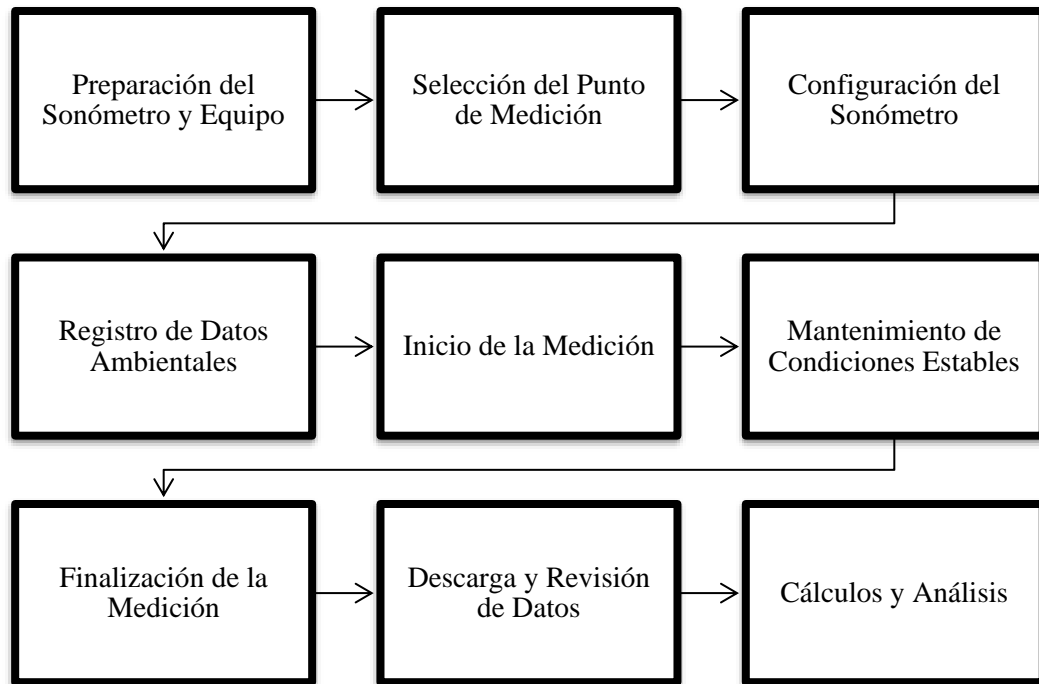 Preparación del
Sonómetro y Equipo
Selección del Punto
de Medición
Configuración del
Sonómetro
Registro de Datos
Ambientales
Inicio de la Medición
Mantenimiento de
Condiciones Estables
Finalización de la
Medición
Descarga y Revisión
de Datos
Cálculos y Análisis